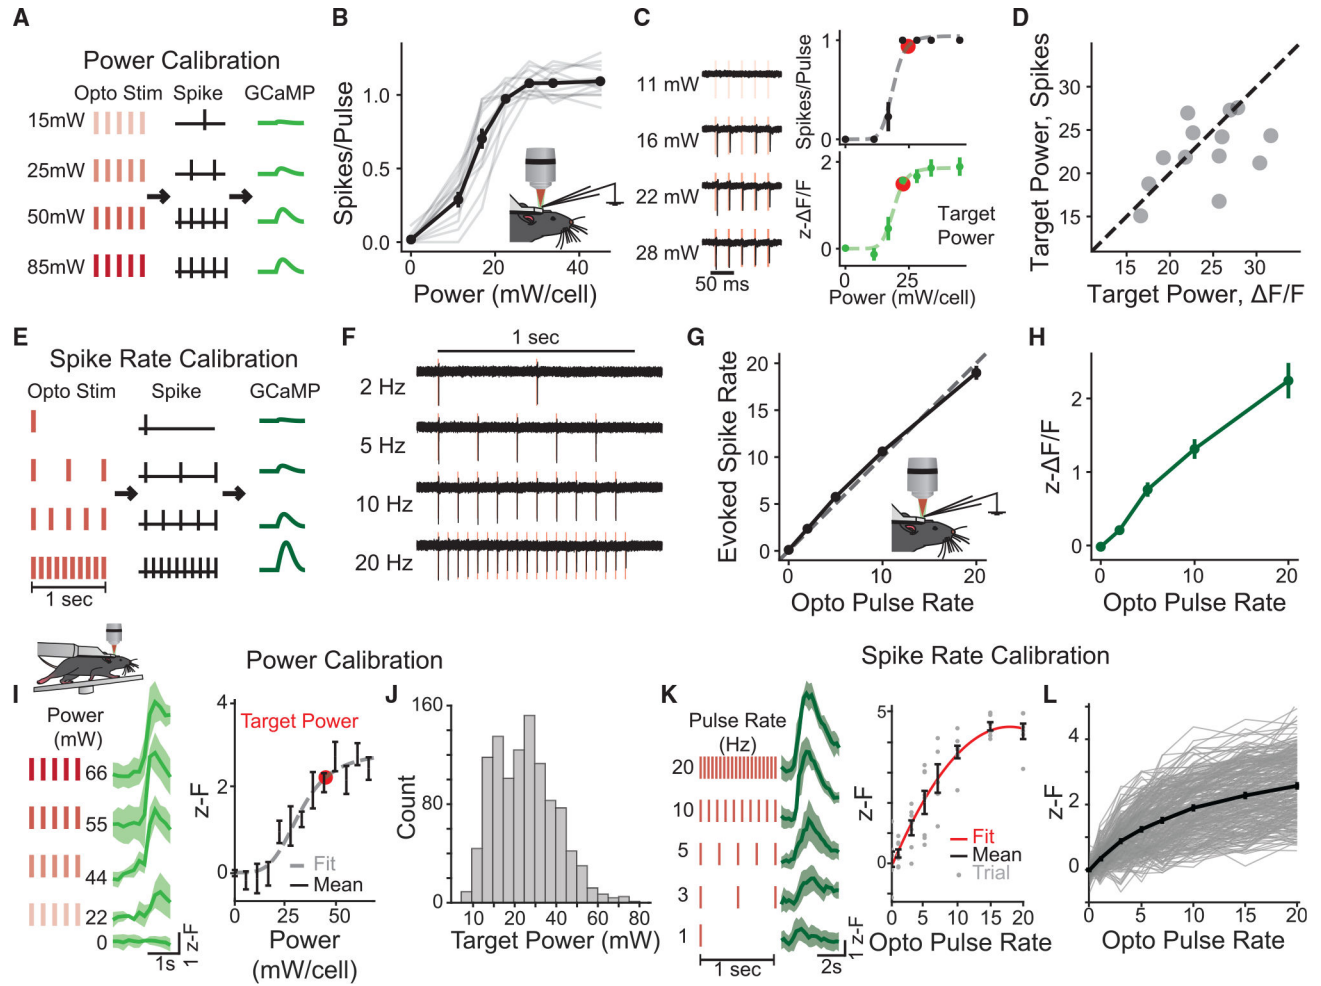 A
Power Calibration
Opto Stim Spike GCaMP
15mW
25mW
50mW
85mW
B
Spikes/Pulse
1.0
0.5
0.0
0 20 40
Power (mW/cell)
C
11 mW
16 mW
22 mW
28 mW
50 ms
Spikes/Pulse
1
0
z-ΔF/F
2
0
Target
Power
0 25
Power (mW/cell)
D
Target Power, Spikes
30
25
20
15
15 20 25 30
Target Power, ΔF/F
E
Spike Rate Calibration
Opto Stim Spike GCaMP
1 sec
F
1 sec
2 Hz
5 Hz
10 Hz
20 Hz
G
Evoked Spike Rate
20
15
10
5
0
0 10 20
Opto Pulse Rate
H
z-ΔF/F
2
1
0
0 10 20
Opto Pulse Rate
Power Calibration
I
Power
(mW)
66
55
44
22
0
1s
1 z-F
z-F
4
2
0
Target Power
Fit
Mean
0 25 50
Power
(mW/cell)
J
Count
160
80
0
10 20 40 60 80
Target Power (mW)
Spike Rate Calibration
K
Pulse Rate
(Hz)
20
10
5
3
1
1 sec
2s
1 z-F
z-F
5
0
Fit
Mean
Trial
0 5 10 15 20
Opto Pulse Rate
L
z-F
4
2
0
0 5 10 15 20
Opto Pulse Rate